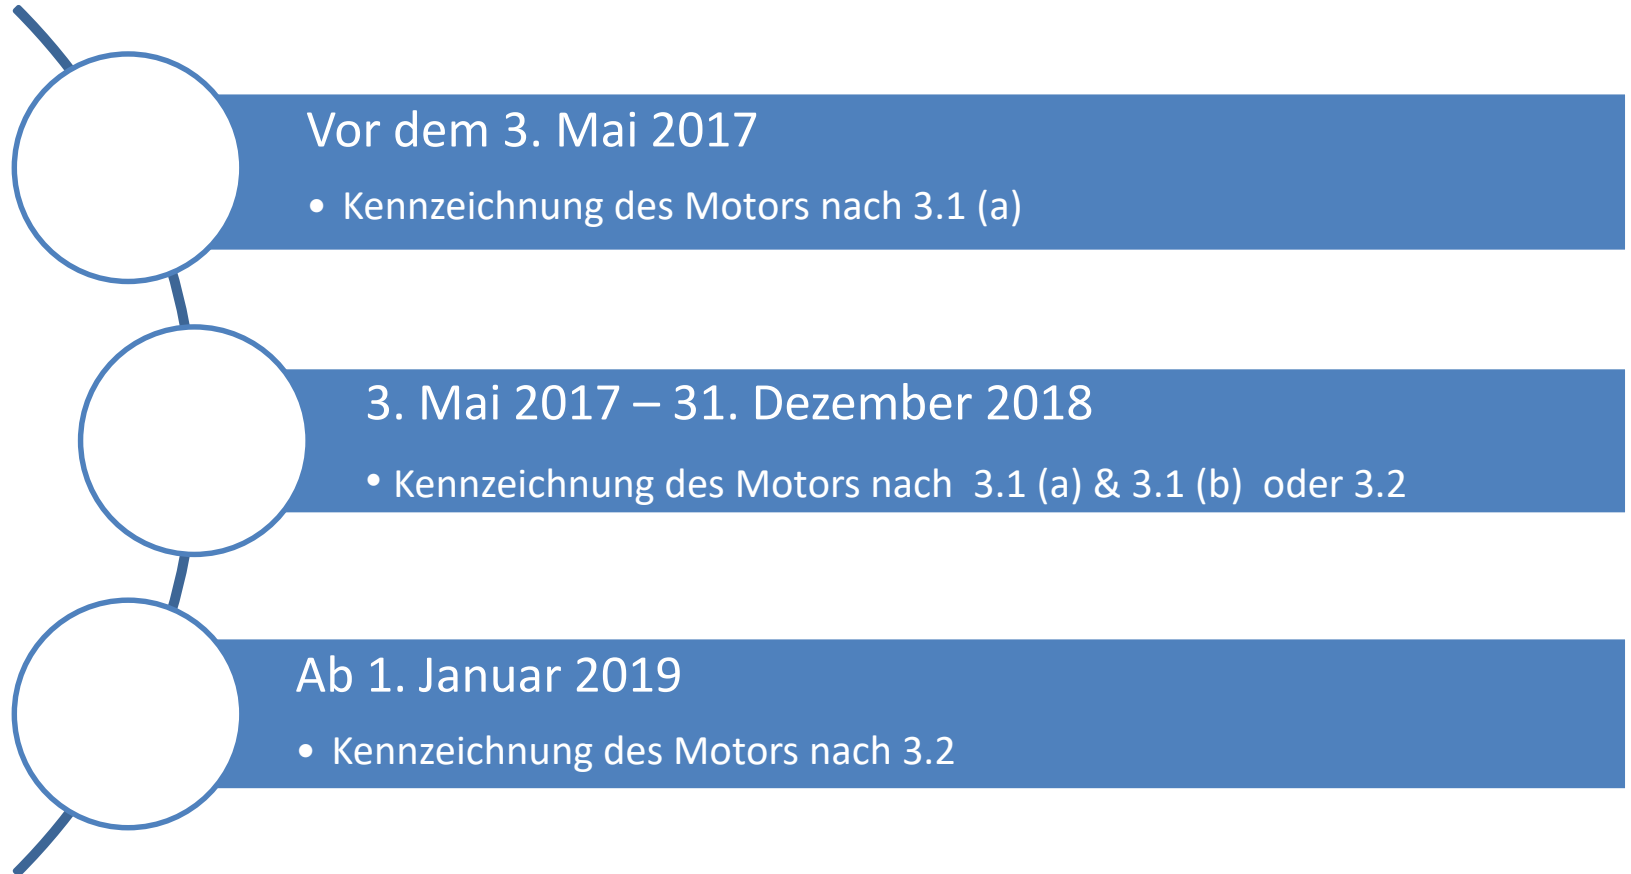 Vor dem 3. Mai 2017
• Kennzeichnung des Motors nach 3.1 (a)
3. Mai 2017 – 31. Dezember 2018
• Kennzeichnung des Motors nach  3.1 (a) & 3.1 (b)  oder 3.2
Ab 1. Januar 2019
• Kennzeichnung des Motors nach 3.2